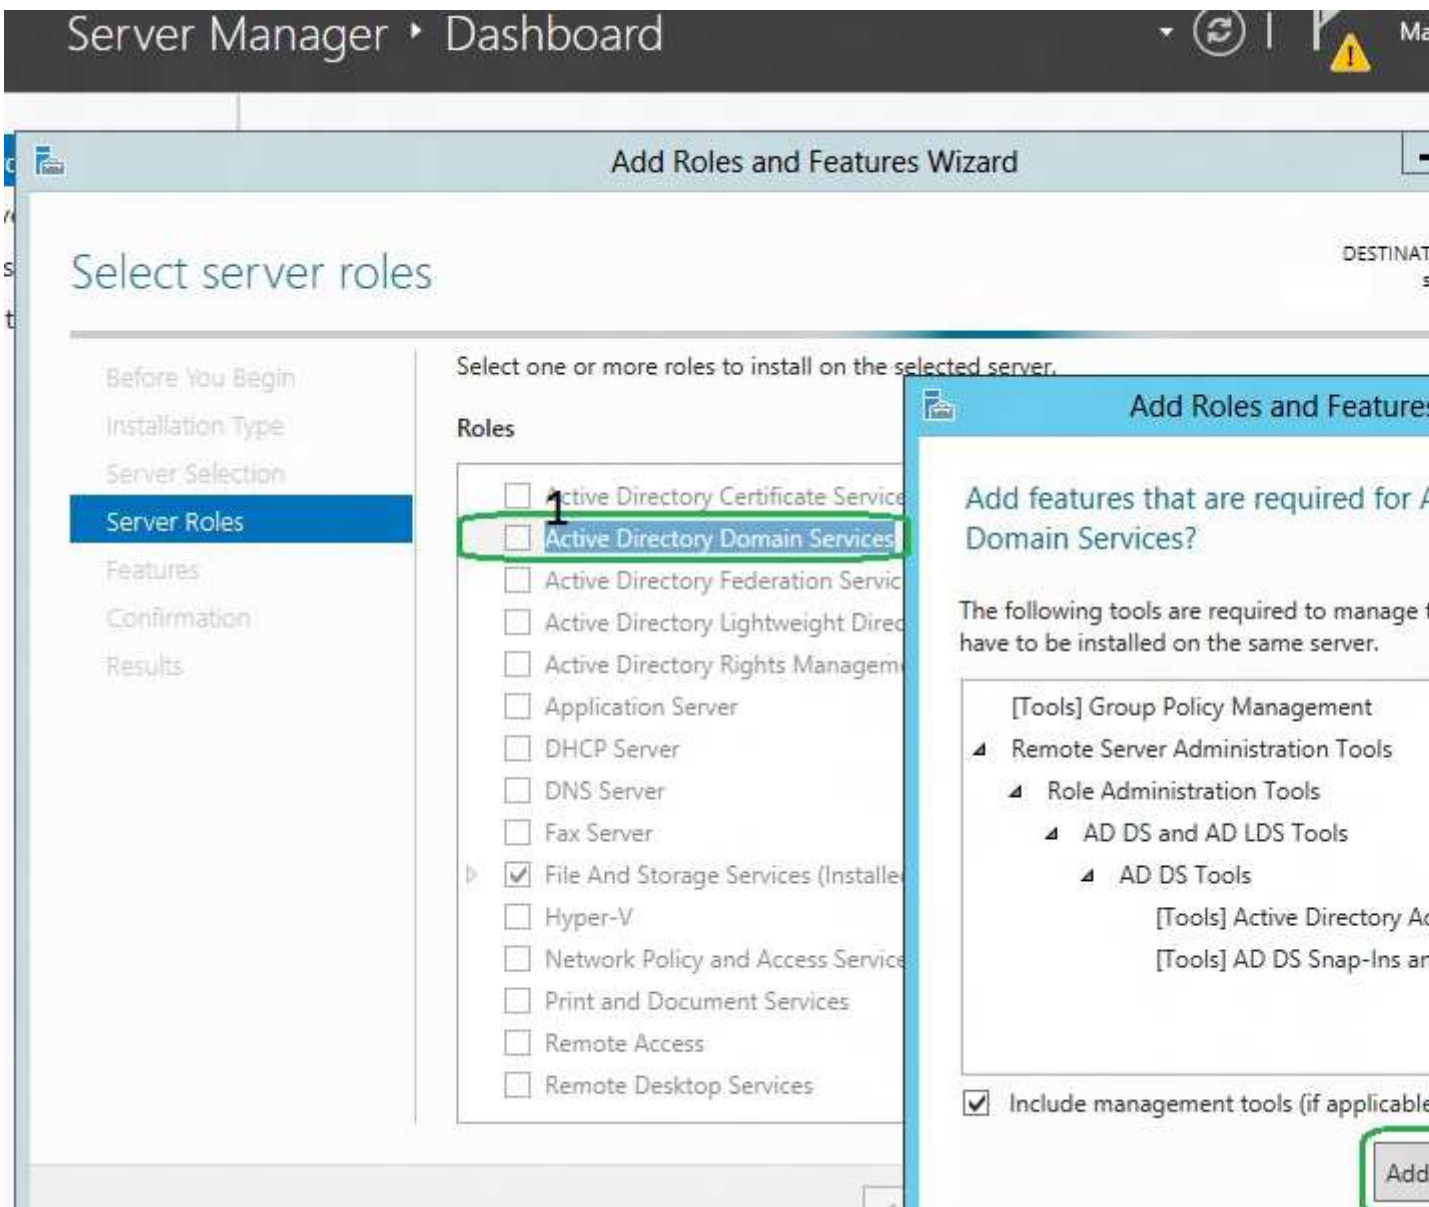 Server Manager ‣ Dashboard
Add Roles and Features Wizard
Select server roles
Before You Begin
Installation Type
Server Selection
Server Roles
Features
Confirmation
Results
Select one or more roles to install on the selected server.
Roles
1
Active Directory Certificate Service
Active Directory Domain Services
Active Directory Federation Servic
Active Directory Lightweight Direc
Active Directory Rights Managem
Application Server
DHCP Server
DNS Server
Fax Server
File And Storage Services (Installe
Hyper-V
Network Policy and Access Service
Print and Document Services
Remote Access
Remote Desktop Services
DESTINAT
Add Roles and Features
Add features that are required for A
Domain Services?
The following tools are required to manage t
have to be installed on the same server.
[Tools] Group Policy Management
Remote Server Administration Tools
Role Administration Tools
AD DS and AD LDS Tools
AD DS Tools
[Tools] Active Directory Ac
[Tools] AD DS Snap-Ins an
Include management tools (if applicable
Add